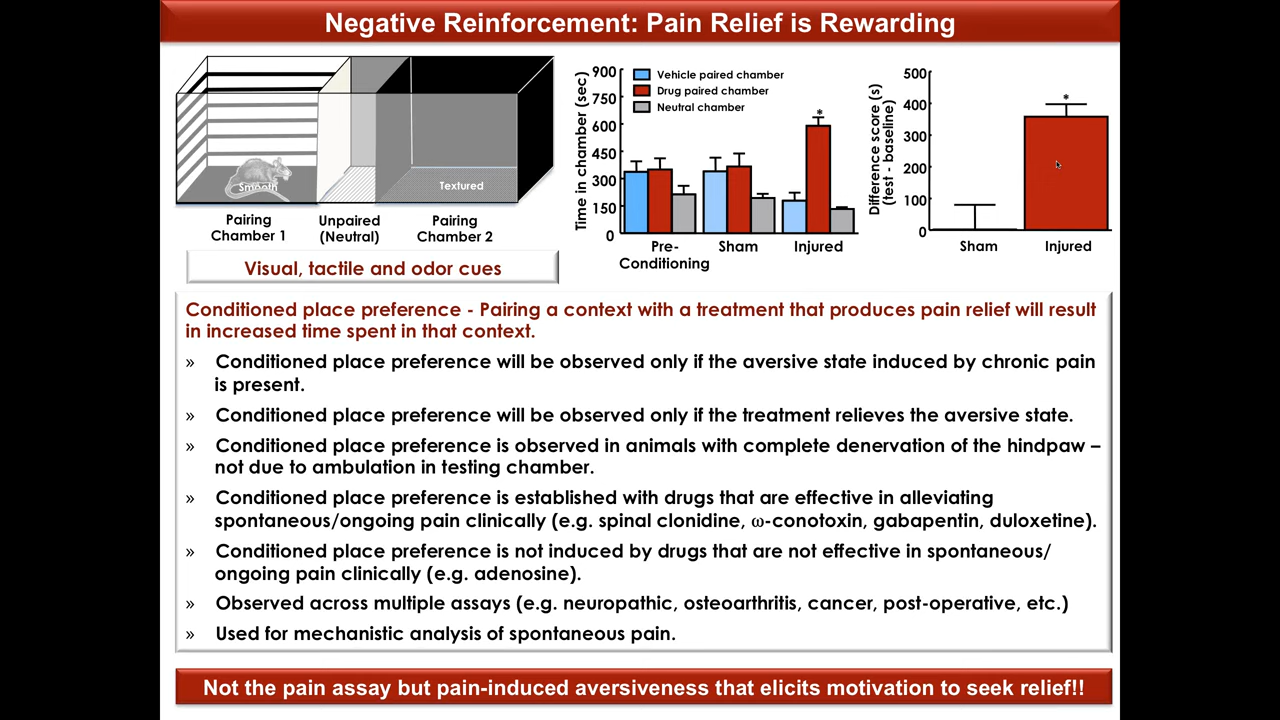 Negative Reinforcement: Pain Relief is Rewarding
Smooth
Textured
Pairing
Chamber 1
Unpaired
(Neutral)
Pairing
Chamber 2
Visual, tactile and odor cues
Time in chamber (sec)
900
750
600
450
300
150
0
Vehicle paired chamber
Drug paired chamber
Neutral chamber
*
Pre-
Conditioning
Sham
Injured
Difference score (s)
(test - baseline)
500
400
300
200
100
0
*
Sham
Injured
Conditioned place preference - Pairing a context with a treatment that produces pain relief will result
in increased time spent in that context.
» Conditioned place preference will be observed only if the aversive state induced by chronic pain
is present.
» Conditioned place preference will be observed only if the treatment relieves the aversive state.
» Conditioned place preference is observed in animals with complete denervation of the hindpaw –
not due to ambulation in testing chamber.
» Conditioned place preference is established with drugs that are effective in alleviating
spontaneous/ongoing pain clinically (e.g. spinal clonidine, ω-conotoxin, gabapentin, duloxetine).
» Conditioned place preference is not induced by drugs that are not effective in spontaneous/
ongoing pain clinically (e.g. adenosine).
» Observed across multiple assays (e.g. neuropathic, osteoarthritis, cancer, post-operative, etc.)
» Used for mechanistic analysis of spontaneous pain.
Not the pain assay but pain-induced aversiveness that elicits motivation to seek relief!!